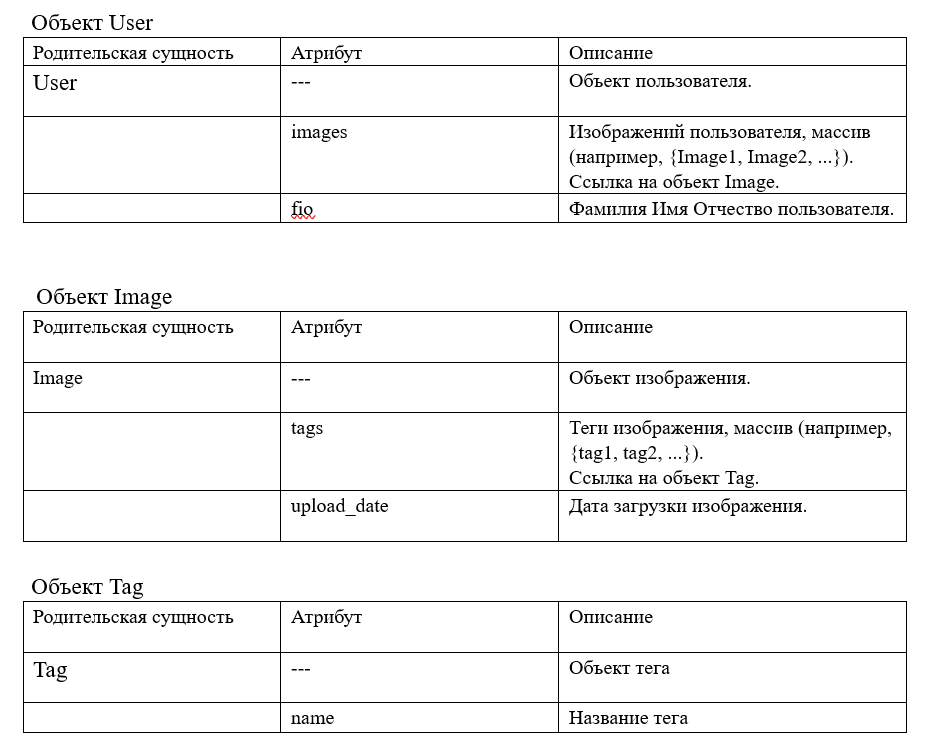 Объект User
Родительская сущность Атрибут Описание
User --- Объект пользователя.
images Изображений пользователя, массив
(например, {Image1, Image2, ...}).
Ссылка на объект Image.
fio Фамилия Имя Отчество пользователя.
Объект Image
Родительская сущность Атрибут Описание
Image --- Объект изображения.
tags Теги изображения, массив (например,
{tag1, tag2, ...}).
Ссылка на объект Tag.
upload_date Дата загрузки изображения.
Объект Tag
Родительская сущность Атрибут Описание
Tag --- Объект тега
name Название тега